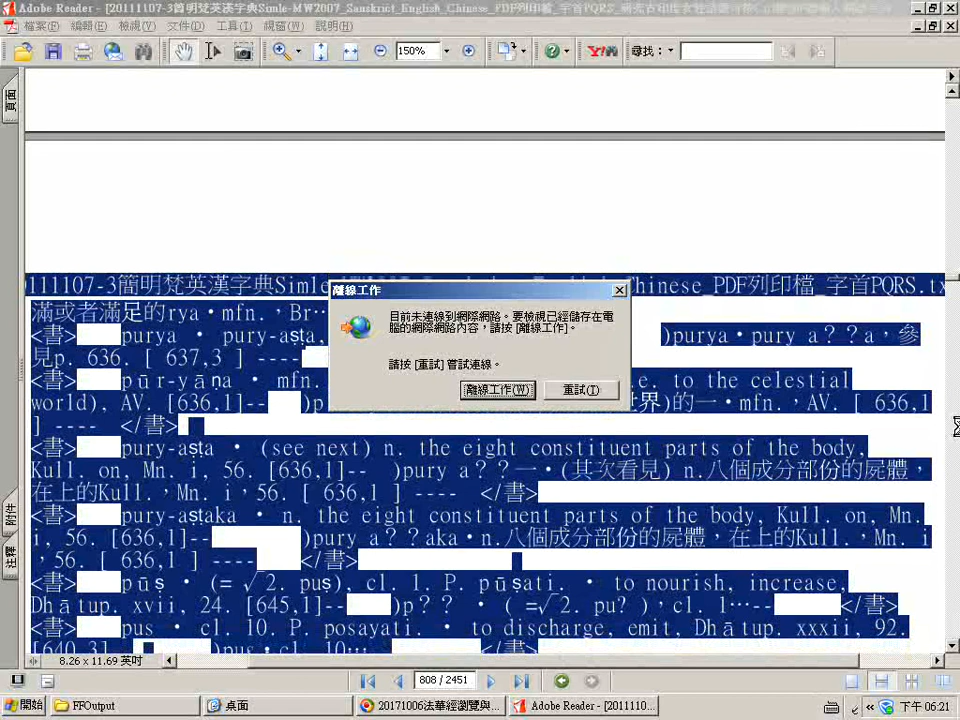 Adobe Reader - [20111107-3簡明梵英漢字典Simle-MW2007_Sanskrit_English_Chinese_PDF列印檔_字首PQRS_
檔案(F) 編輯(E) 檢視(V) 文件(D) 工具(T) 視窗(W) 說明(H)
150% 尋找:
頁面
111107-3簡明梵英漢字典Simle
Chinese_PDF列印檔_字首PQRS.tx
滿或者滿足的rya•mfn.，Br…
<書> purya • pury-aṣṭa, )purya•pury a？？a，參
見p. 636. [ 637,3 ] ----
<書> pūr-yāṇa • mfn. i.e. to the celestial
world), AV. [636,1]-- )p 世界)的一•mfn.，AV. [ 636,1
] ---- </書>
<書> pury-aṣṭa • (see next) n. the eight constituent parts of the body,
Kull. on, Mn. i, 56. [636,1]-- )pury a？？一•(其次看見) n.八個成分部份的屍體，
在上的Kull.，Mn. i，56. [ 636,1 ] ---- </書>
<書> pury-aṣṭaka • n. the eight constituent parts of the body, Kull. on, Mn.
i, 56. [636,1]-- )pury a？？aka•n.八個成分部份的屍體，在上的Kull.，Mn. i
，56. [ 636,1 ] ---- </書>
<書> pūṣ • (= √2. puṣ), cl. 1. P. pūṣati. • to nourish, increase,
Dhātup. xvii, 24. [645,1]-- )p？？ • ( =√2. pu? )，cl. 1…-- </書>
<書> pus • cl. 10. P. posayati. • to discharge, emit, Dhātup. xxxii, 92.
[640,3] )pus•cl. 10… </書>
離線工作
目前未連線到網際網路。要檢視已經儲存在電
腦的網際網路內容，請按 [離線工作]。
請按 [重試] 嘗試連線。
離線工作(W) 重試(T)
附件
注釋
8.26 x 11.69 英吋
808 / 2451
開始 FFOutput 桌面 20171006法華經瀏覽與... Adobe Reader - [2011110... 下午 06:21